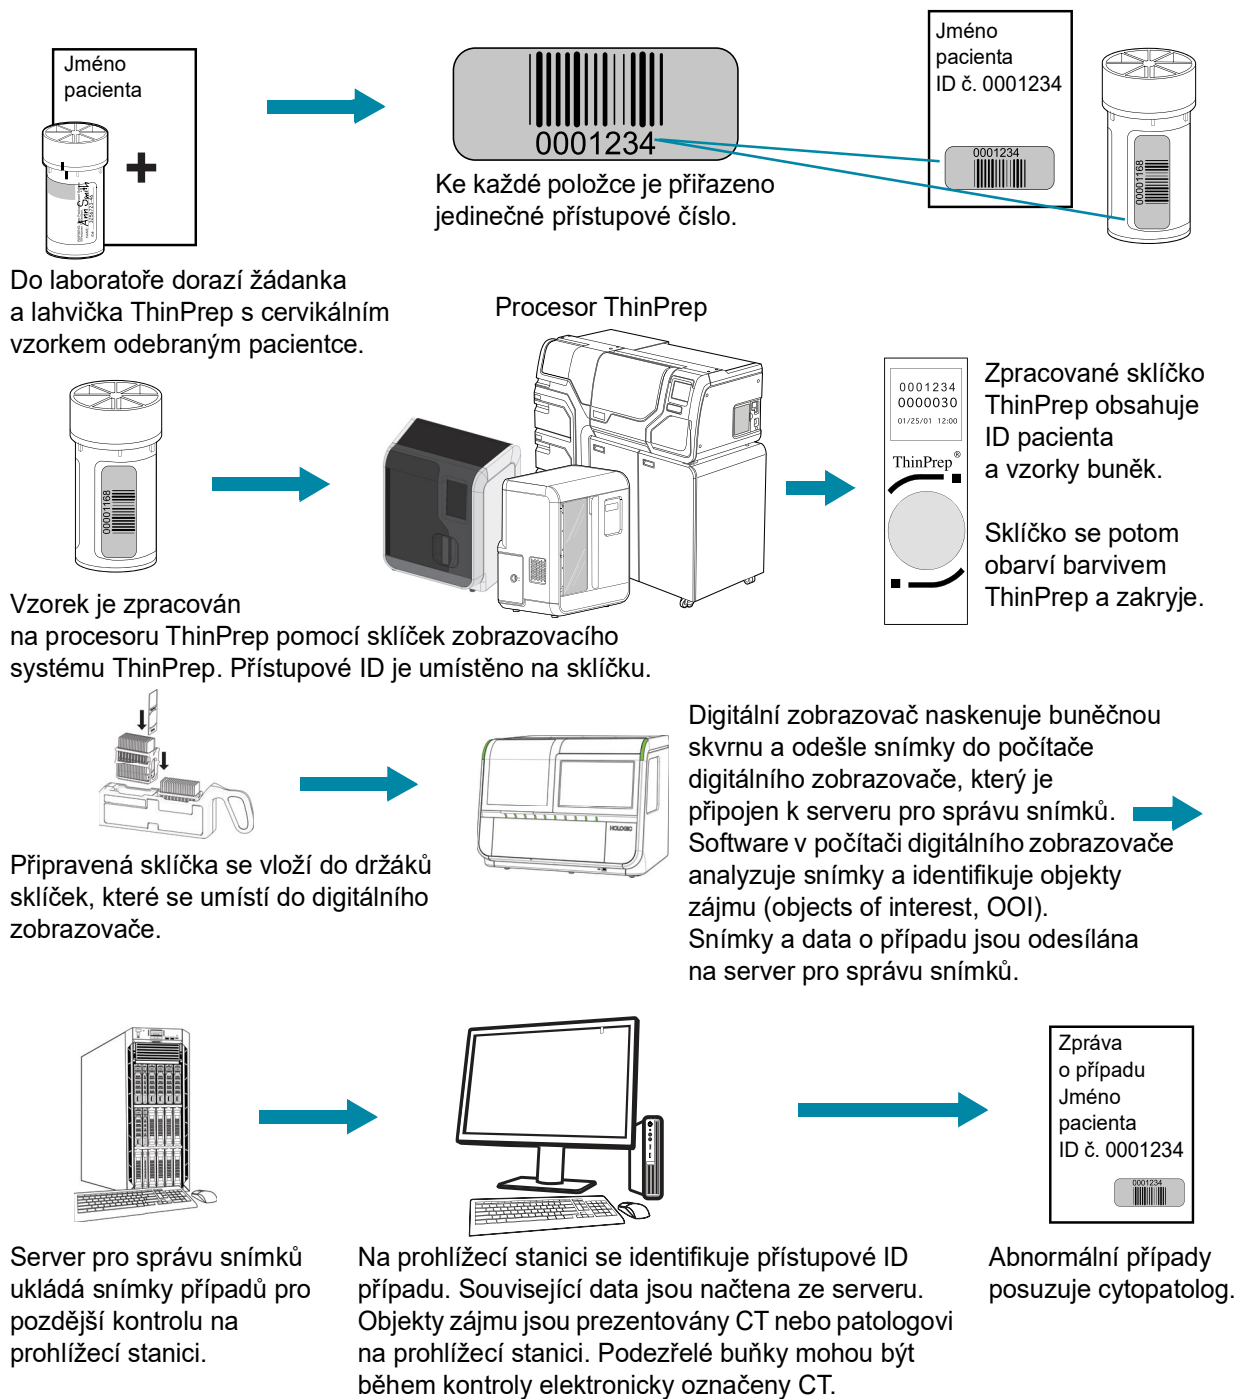 Jméno
pacienta
Ann Smith
0001234
Ke každé položce je přiřazeno
jedinečné přístupové číslo.
Jméno
pacienta
ID č. 0001234
0001234
00001168
Do laboratoře dorazí žádanka
a lahvička ThinPrep s cervikálním
vzorkem odebraným pacientce.
Procesor ThinPrep
00001168
0001234
0000030
01/25/01 12:00
ThinPrep®
Zpracované sklíčko
ThinPrep obsahuje
ID pacienta
a vzorky buněk.
Sklíčko se potom
obarví barvivem
ThinPrep a zakryje.
Vzorek je zpracován
na procesoru ThinPrep pomocí sklíček zobrazovacího
systému ThinPrep. Přístupové ID je umístěno na sklíčku.
HOLOGIC
Připravená sklíčka se vloží do držáků
sklíček, které se umístí do digitálního
zobrazovače.
Digitální zobrazovač naskenuje buněčnou
skvrnu a odešle snímky do počítače
digitálního zobrazovače, který je
připojen k serveru pro správu snímků.
Software v počítači digitálního zobrazovače
analyzuje snímky a identifikuje objekty
zájmu (objects of interest, OOI).
Snímky a data o případu jsou odesílána
na server pro správu snímků.
Zpráva
o případu
Jméno
pacienta
ID č. 0001234
0001234
Server pro správu snímků
ukládá snímky případů pro
pozdější kontrolu na
prohlížecí stanici.
Na prohlížecí stanici se identifikuje přístupové ID
případu. Související data jsou načtena ze serveru.
Objekty zájmu jsou prezentovány CT nebo patologovi
na prohlížecí stanici. Podezřelé buňky mohou být
během kontroly elektronicky označeny CT.
Abnormální případy
posuzuje cytopatolog.